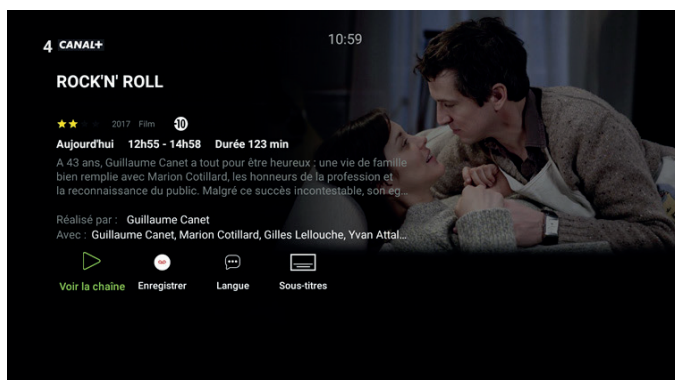 4 CANAL+
10:59
ROCK'N' ROLL
2017 Film -10
Aujourd'hui 12h55 - 14h58 Durée 123 min
A 43 ans, Guillaume Canet a tout pour être heureux : une vie de famille
bien remplie avec Marion Cotillard, les honneurs de la profession et
la reconnaissance du public. Malgré ce succès incontestable, son ég...
Réalisé par : Guillaume Canet
Avec : Guillaume Canet, Marion Cotillard, Gilles Lellouche, Yvan Attal...
Voir la chaîne Enregistrer Langue Sous-titres